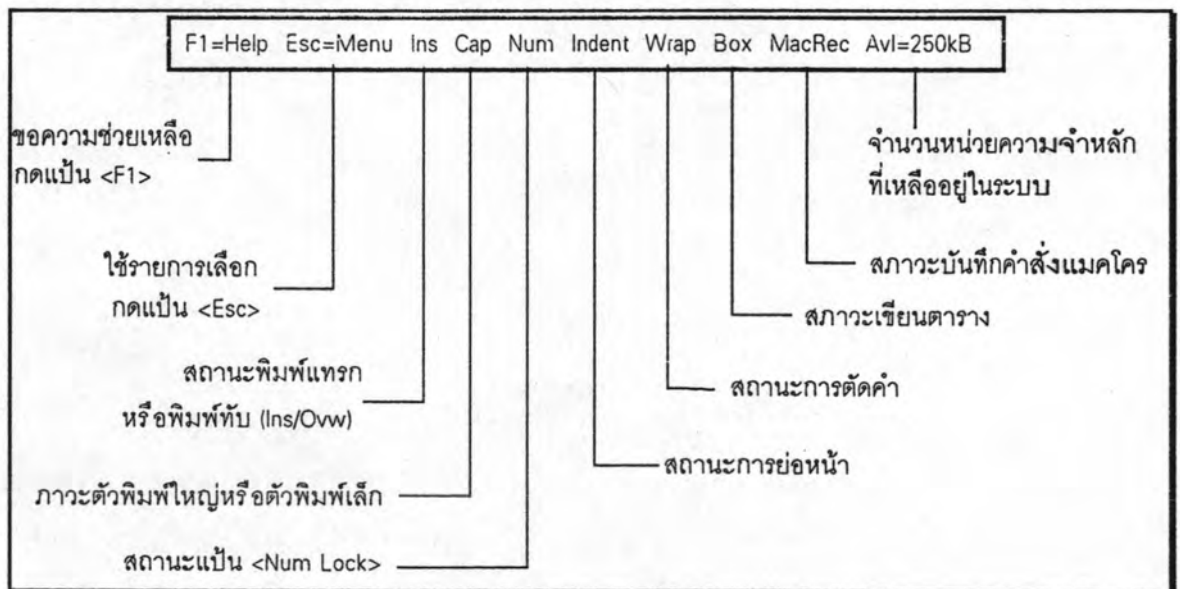 F1=Help Esc=Menu Ins Cap Num Indent Wrap Box MacRec Avl=250kB
ขอความช่วยเหลือ
กดแป้น <F1>
จำนวนหน่วยความจำหลัก
ที่เหลืออยู่ในระบบ
ใช้รายการเลือก
กดแป้น <Esc>
สภาวะบันทึกคำสั่งแมคโคร
สภาวะเขียนตาราง
สถานะพิมพ์แทรก
หรือพิมพ์ทับ (Ins/Ovw)
สถานะการตัดคำ
สถานะการย่อหน้า
ภาวะตัวพิมพ์ใหญ่หรือตัวพิมพ์เล็ก
สถานะแป้น <Num Lock>